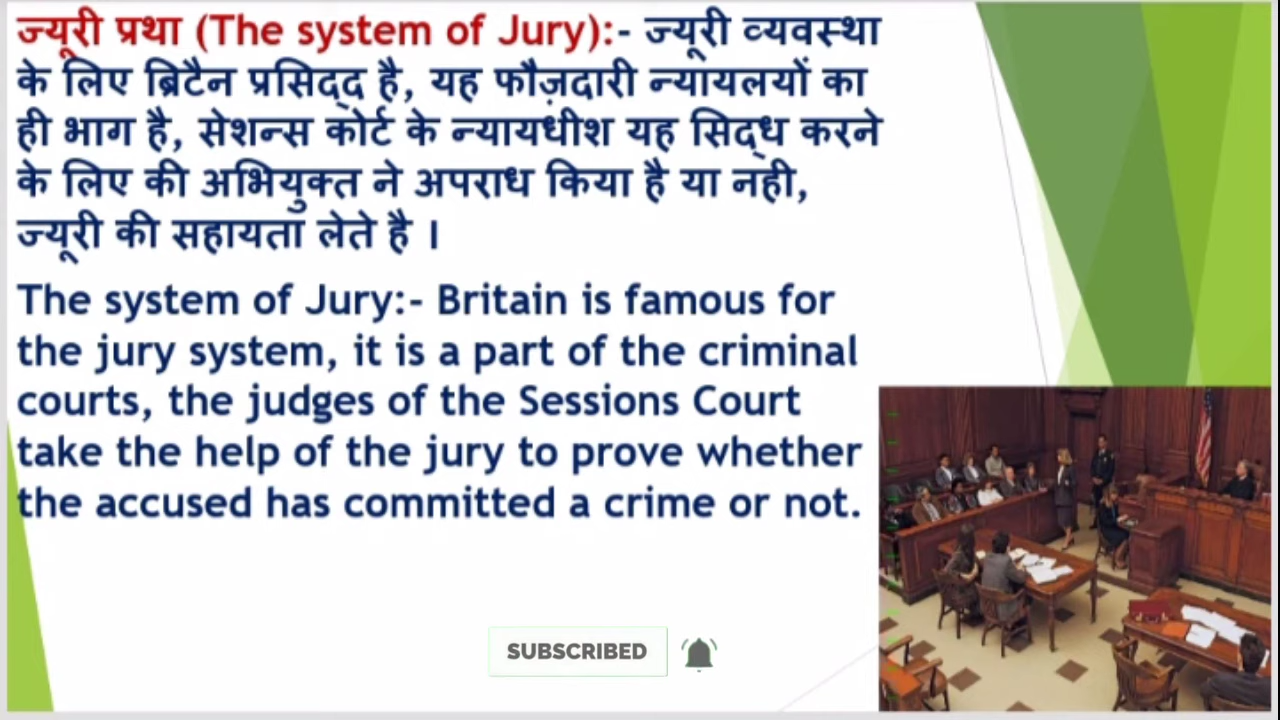 ज्यूरी प्रथा (The system of Jury):- ज्यूरी व्यवस्था
के लिए ब्रिटैन प्रसिद्द है, यह फौज़दारी न्यायलयों का
ही भाग है, सेशन्स कोर्ट के न्यायधीश यह सिद्ध करने
के लिए की अभियुक्त ने अपराध किया है या नही,
ज्यूरी की सहायता लेते है ।
The system of Jury:- Britain is famous for
the jury system, it is a part of the criminal
courts, the judges of the Sessions Court
take the help of the jury to prove whether
the accused has committed a crime or not.
SUBSCRIBED